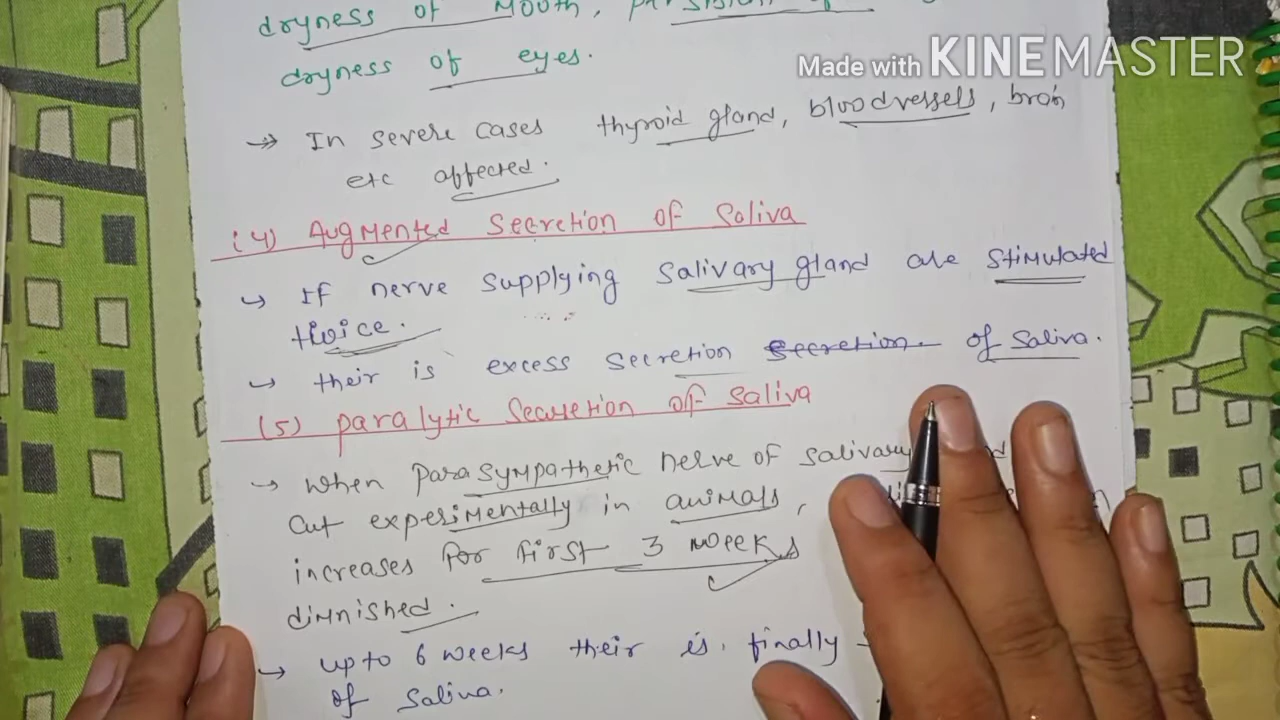 dryness of Mouth,
dryness of eyes.
Made with KINEMASTER
->> In severe cases thyroid gland, bloodvessels,
etc affected.
(4) Augmented Secretion of Saliva
-> If nerve supplying Salivary gland are stimulated
twice.
-> their is excess secretion secretion of saliva.
(5) Paralytic Secretion of Saliva
-> when Parasympathetic nerve of salivary
Cut experimentally in animals,
increases for first 3 weeks
diminished.
-> upto 6 weeks their is finally
of Saliva.